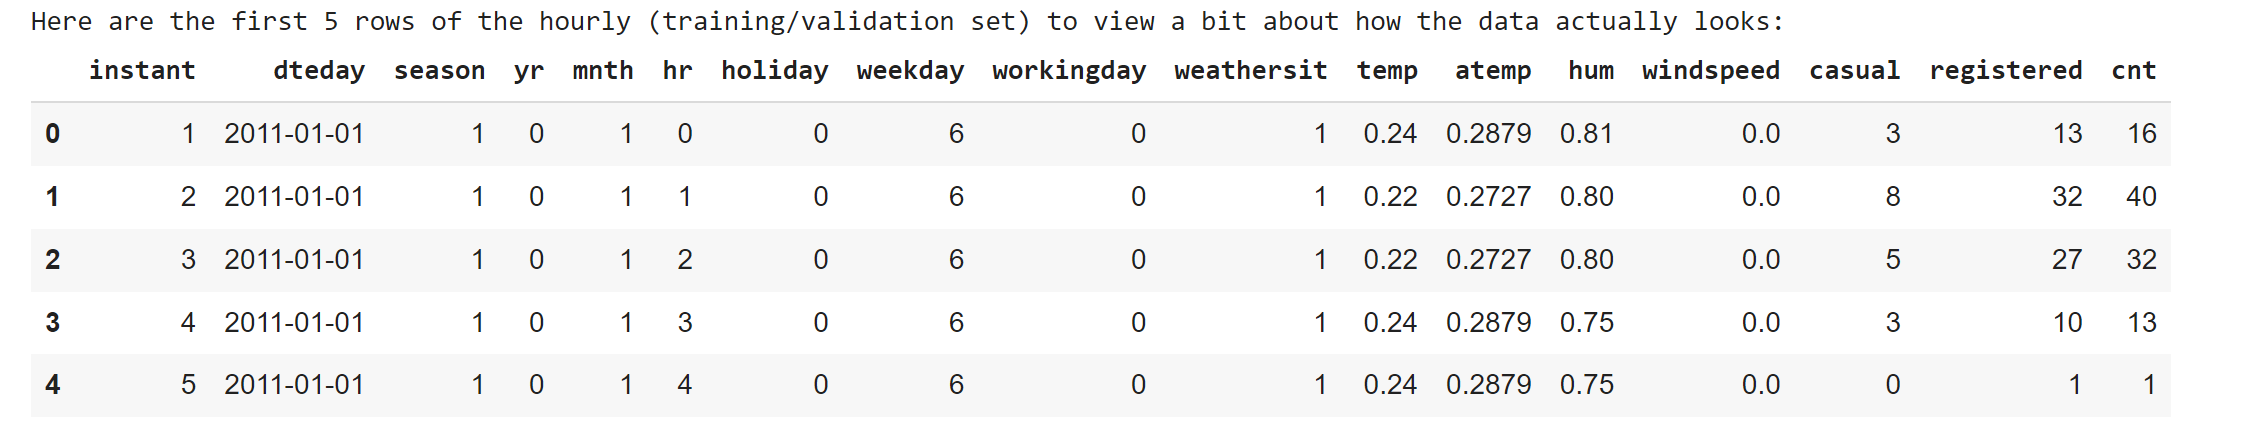 Here are the first 5 rows of the hourly (training/validation set) to view a bit about how the data actually looks:
instant dteday season yr mnth hr holiday weekday workingday weathersit temp atemp hum windspeed casual registered cnt
0 1 2011-01-01 1 0 1 0 0 6 0 1 0.24 0.2879 0.81 0.0 3 13 16
1 2 2011-01-01 1 0 1 1 0 6 0 1 0.22 0.2727 0.80 0.0 8 32 40
2 3 2011-01-01 1 0 1 2 0 6 0 1 0.22 0.2727 0.80 0.0 5 27 32
3 4 2011-01-01 1 0 1 3 0 6 0 1 0.24 0.2879 0.75 0.0 3 10 13
4 5 2011-01-01 1 0 1 4 0 6 0 1 0.24 0.2879 0.75 0.0 0 1 1